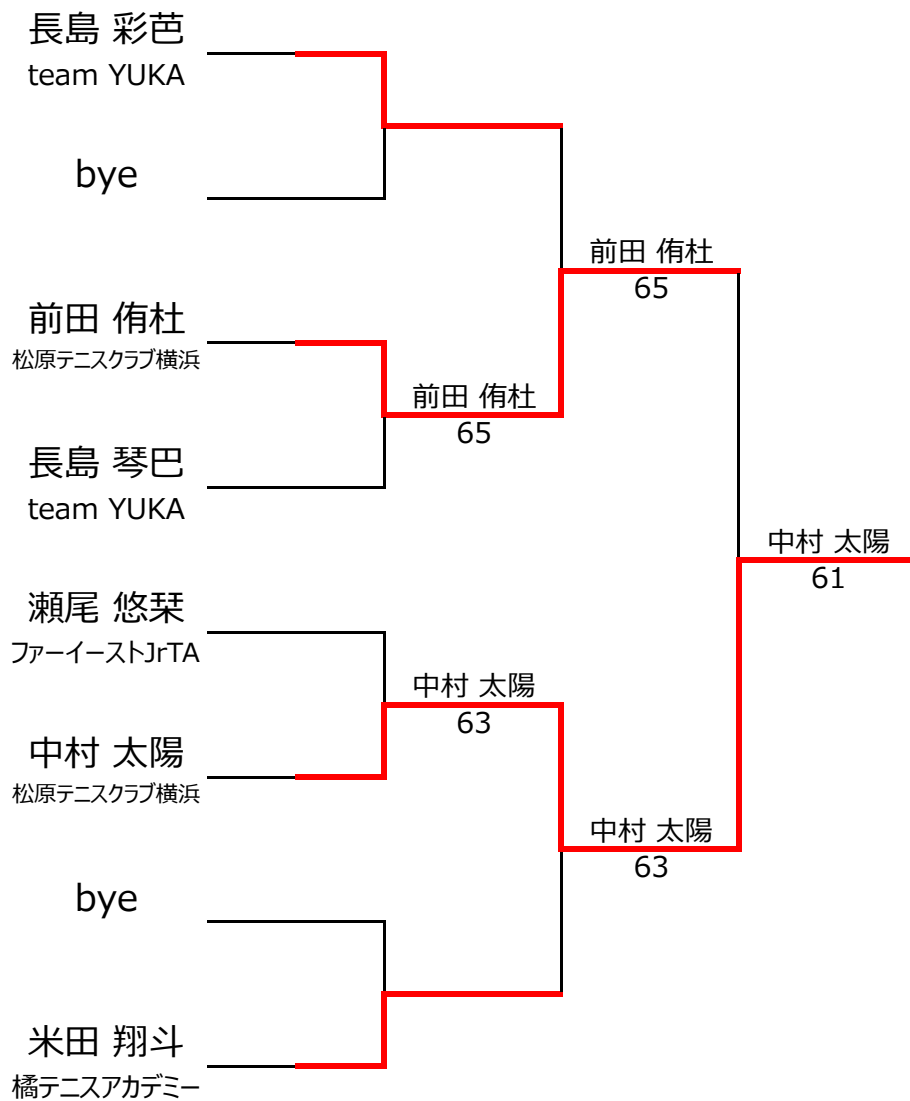 長島 彩芭
team YUKA
bye
前田 侑杜
65
前田 侑杜
松原テニスクラブ横浜
前田 侑杜
65
長島 琴巴
team YUKA
中村 太陽
61
瀬尾 悠栞
ファーイーストJrTA
中村 太陽
63
中村 太陽
松原テニスクラブ横浜
中村 太陽
63
bye
米田 翔斗
橘テニスアカデミー